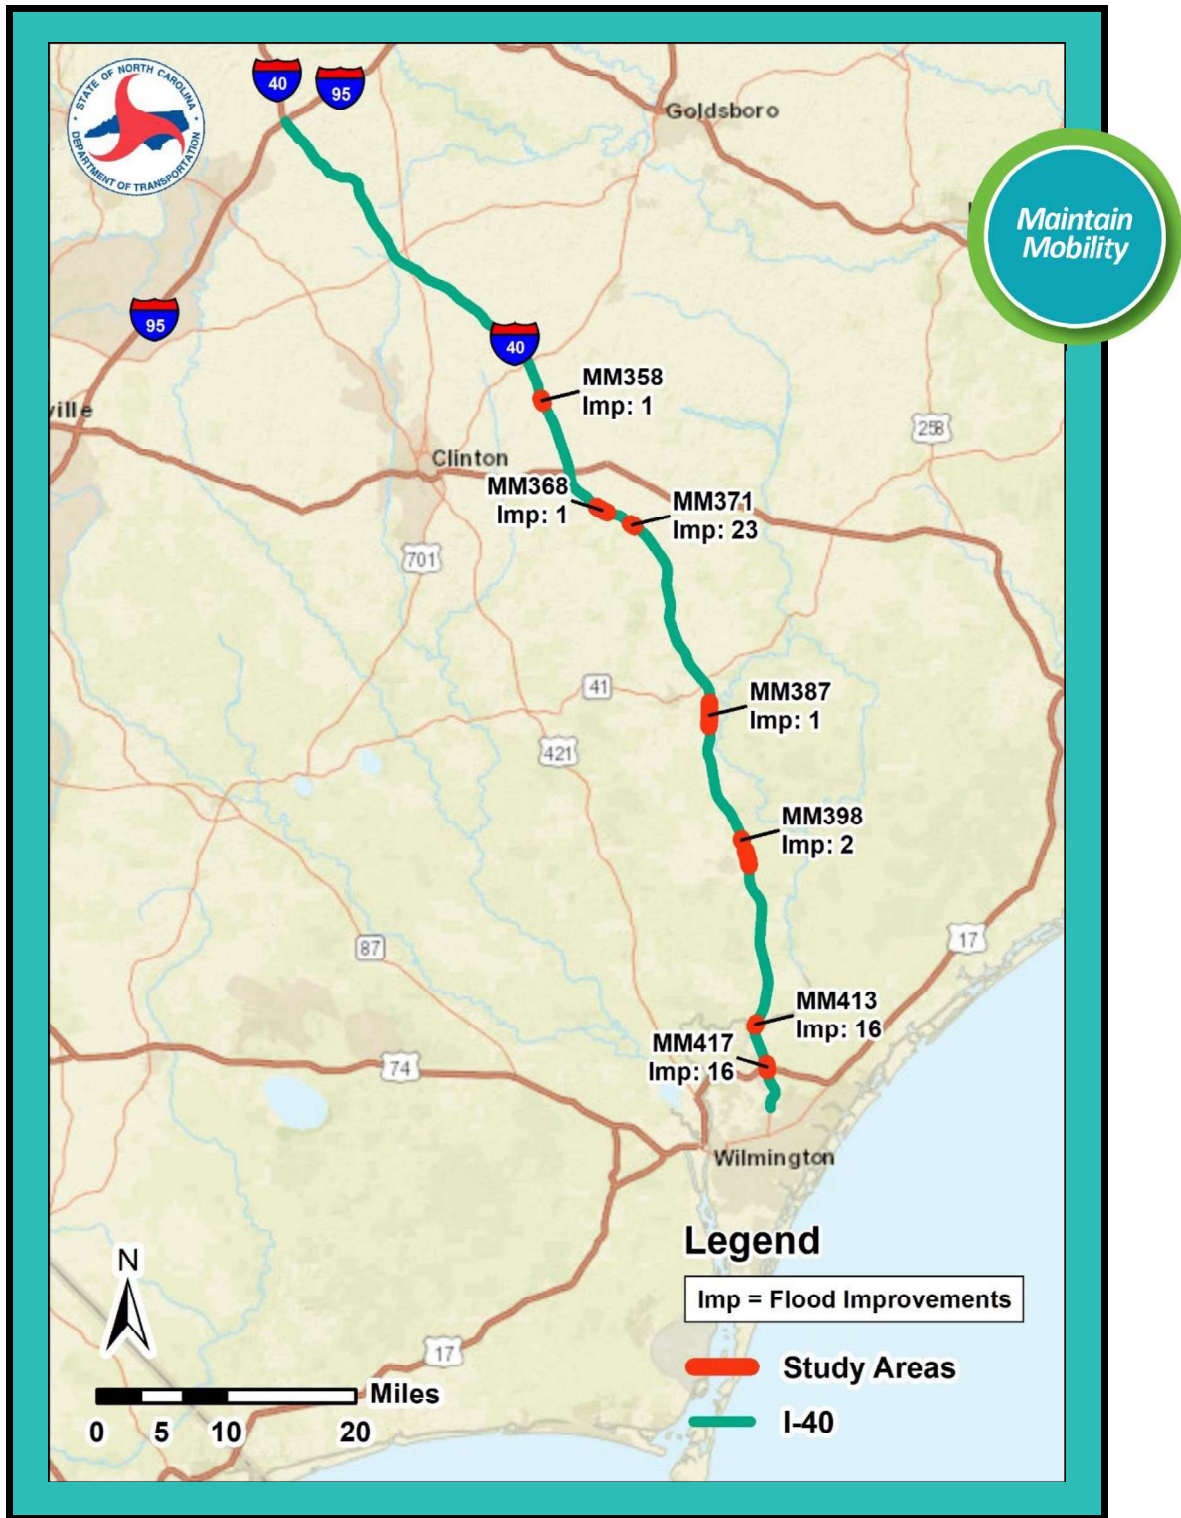 STATE OF NORTH CAROLINA
DEPARTMENT OF TRANSPORTATION
40
95
Goldsboro
Maintain
Mobility
95
40
MM358
Imp: 1
ville
258
Clinton
MM368
Imp: 1
MM371
Imp: 23
701
41
MM387
Imp: 1
421
MM398
Imp: 2
87
17
MM413
Imp: 16
MM417
Imp: 16
74
Wilmington
Legend
Imp = Flood Improvements
N
17
Study Areas
Miles
0 5 10 20
I-40